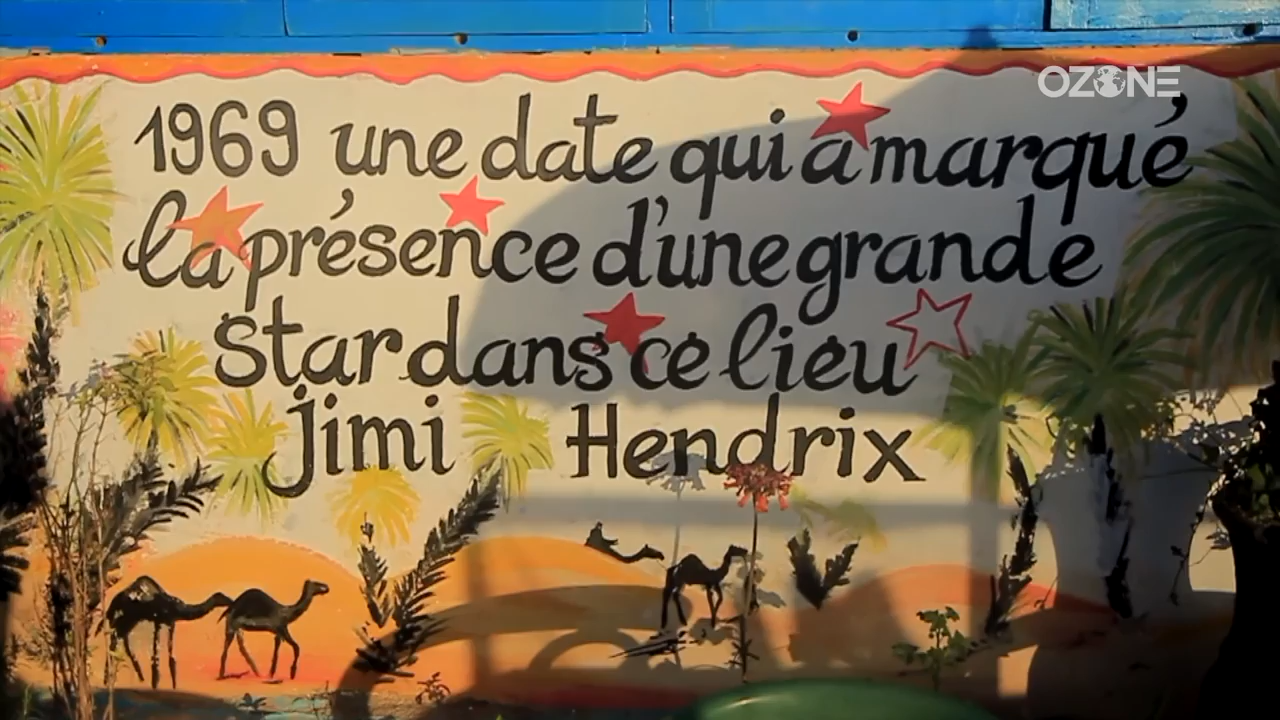 OZONE
1969 une date qui a marqué
la présence d'une grande
Star dans ce lieu
Jimi Hendrix